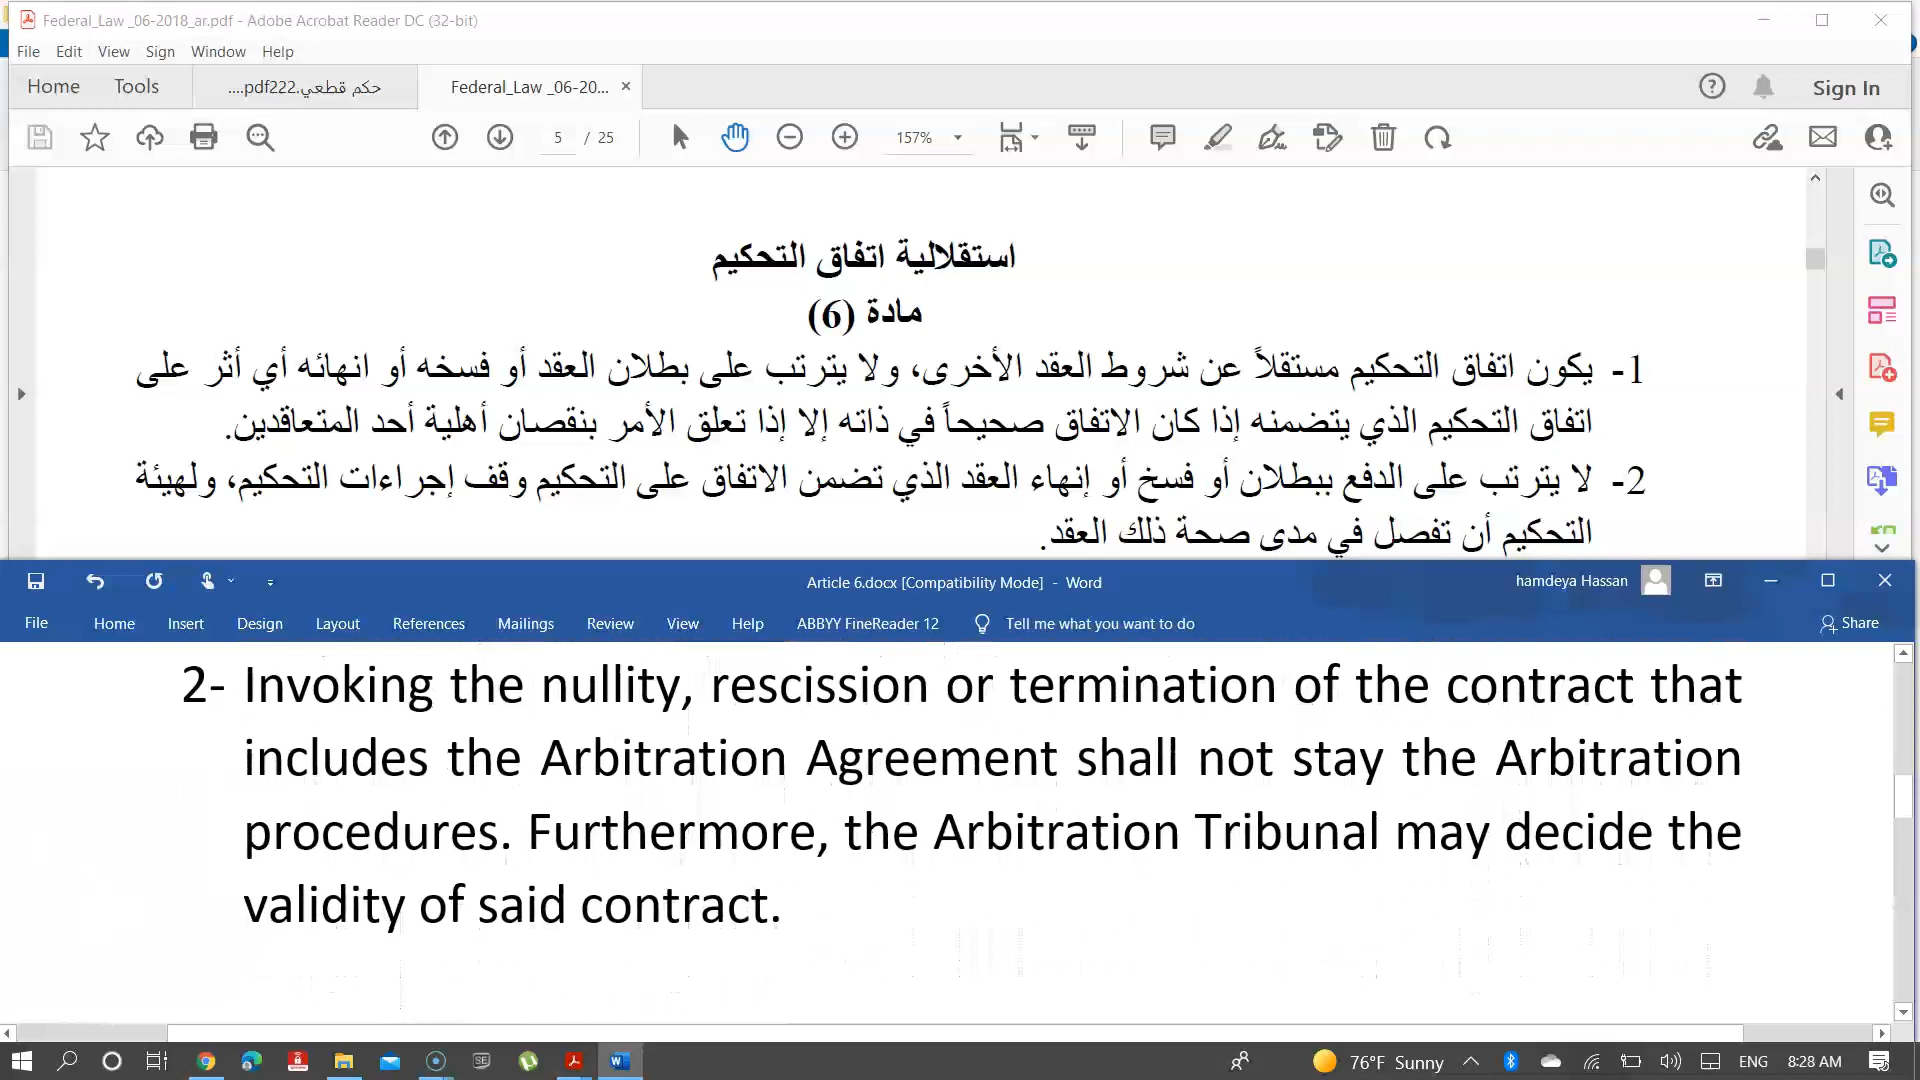 Federal_Law _06-2018_ar.pdf - Adobe Acrobat Reader DC (32-bit)
File Edit View Sign Window Help
Home Tools حكم قطعي.pdf222.... Federal_Law _06-20... × Sign In
5 / 25 157%
استقلالية اتفاق التحكيم
مادة (6)
1- يكون اتفاق التحكيم مستقلاً عن شروط العقد الأخرى، ولا يترتب على بطلان العقد أو فسخه أو انهائه أي أثر على
اتفاق التحكيم الذي يتضمنه إذا كان الاتفاق صحيحاً في ذاته إلا إذا تعلق الأمر بنقصان أهلية أحد المتعاقدين.
2- لا يترتب على الدفع ببطلان أو فسخ أو إنهاء العقد الذي تضمن الاتفاق على التحكيم وقف إجراءات التحكيم، ولهيئة
التحكيم أن تفصل في مدى صحة ذلك العقد.
Article 6.docx [Compatibility Mode] - Word hamdeya Hassan
File Home Insert Design Layout References Mailings Review View Help ABBYY FineReader 12 Tell me what you want to do Share
2- Invoking the nullity, rescission or termination of the contract that
includes the Arbitration Agreement shall not stay the Arbitration
procedures. Furthermore, the Arbitration Tribunal may decide the
validity of said contract.
SE W 76°F Sunny ENG 8:28 AM